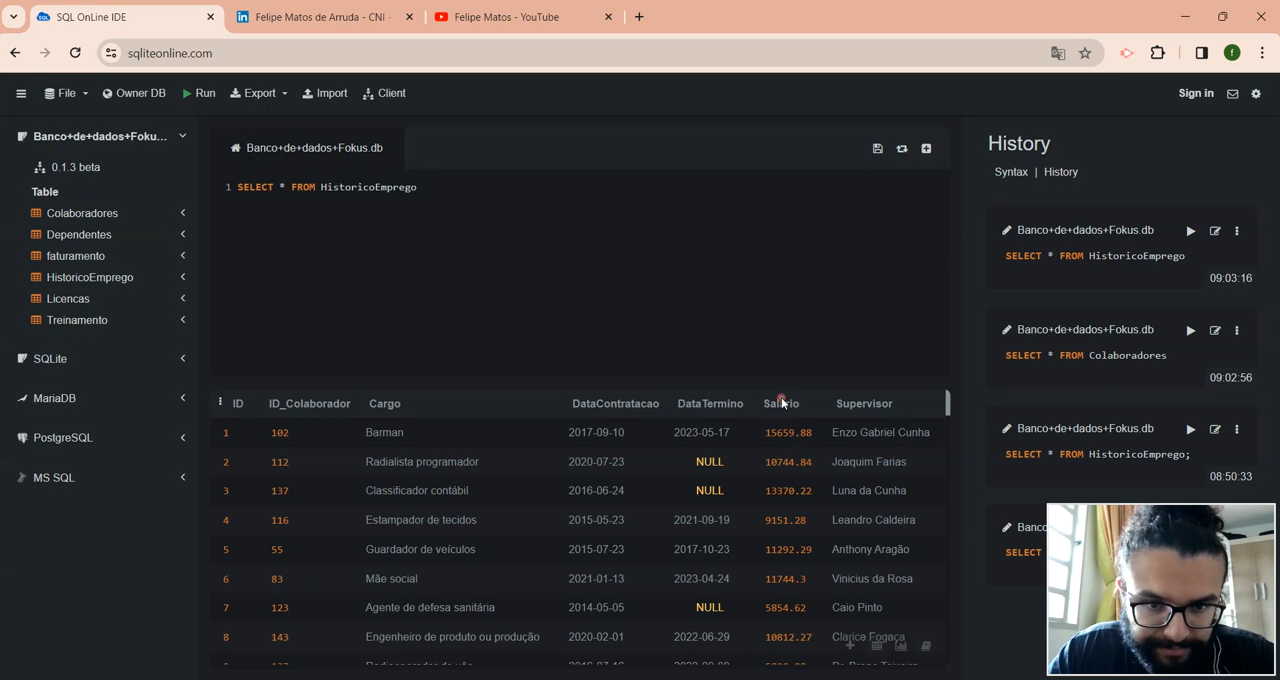 SQL OnLine IDE
Felipe Matos de Arruda - CNI -
Felipe Matos - YouTube
sqliteonline.com
f
File
Owner DB
Run
Export
Import
Client
Sign in
Banco+de+dados+Foku...
0.1.3 beta
Table
Colaboradores
Dependentes
faturamento
HistoricoEmprego
Licencas
Treinamento
SQLite
MariaDB
PostgreSQL
MS SQL
Banco+de+dados+Fokus.db
1 SELECT * FROM HistoricoEmprego
ID ID_Colaborador Cargo DataContratacao DataTermino Salario Supervisor
1 102 Barman 2017-09-10 2023-05-17 15659.88 Enzo Gabriel Cunha
2 112 Radialista programador 2020-07-23 NULL 10744.84 Joaquim Farias
3 137 Classificador contábil 2016-06-24 NULL 13370.22 Luna da Cunha
4 116 Estampador de tecidos 2015-05-23 2021-09-19 9151.28 Leandro Caldeira
5 55 Guardador de veículos 2015-07-23 2017-10-23 11292.29 Anthony Aragão
6 83 Mãe social 2021-01-13 2023-04-24 11744.3 Vinicius da Rosa
7 123 Agente de defesa sanitária 2014-05-05 NULL 5854.62 Caio Pinto
8 143 Engenheiro de produto ou produção 2020-02-01 2022-06-29 10812.27 Clarice Fogaça
History
Syntax | History
Banco+de+dados+Fokus.db
SELECT * FROM HistoricoEmprego
09:03:16
Banco+de+dados+Fokus.db
SELECT * FROM Colaboradores
09:02:56
Banco+de+dados+Fokus.db
SELECT * FROM HistoricoEmprego;
08:50:33
Banco
SELECT